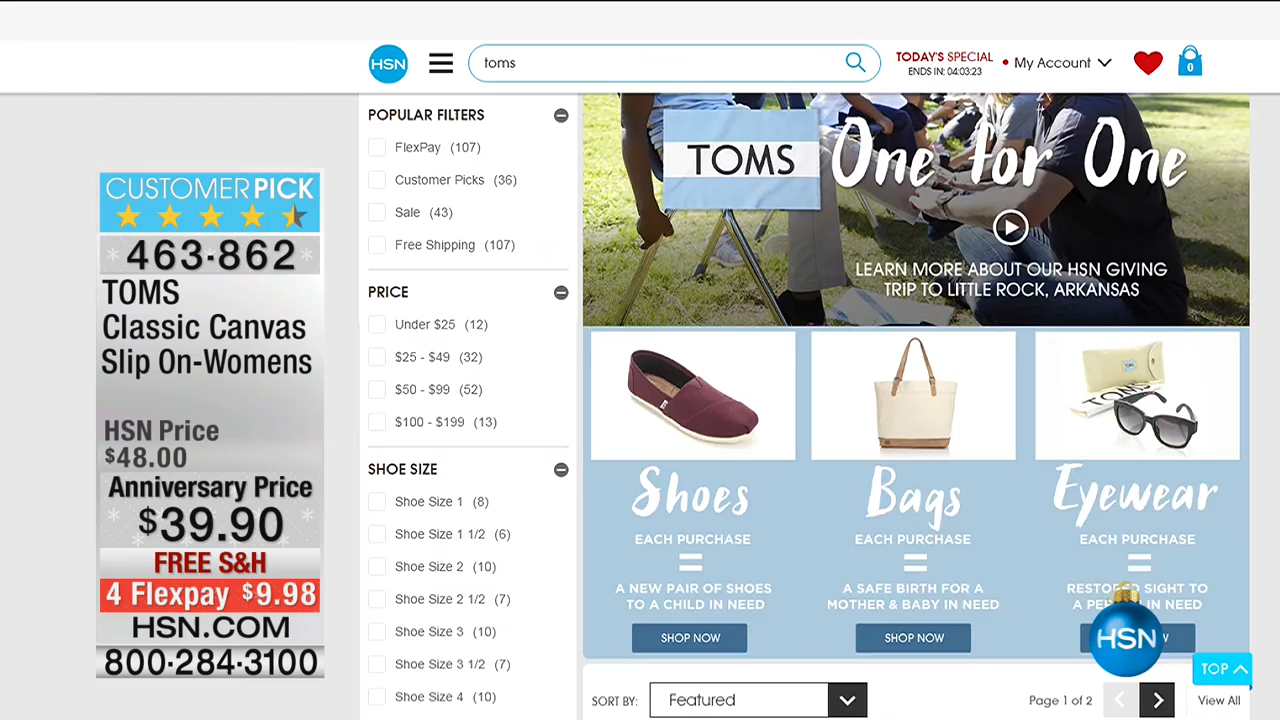 HSN
toms
TODAY'S SPECIAL
ENDS IN: 04:03:23
My Account
0
CUSTOMER PICK
463-862
TOMS
Classic Canvas
Slip On-Womens
HSN Price
$48.00
Anniversary Price
$39.90
FREE S&H
4 Flexpay $9.98
HSN.COM
800-284-3100
POPULAR FILTERS
FlexPay (107)
Customer Picks (36)
Sale (43)
Free Shipping (107)
PRICE
Under $25 (12)
$25 - $49 (32)
$50 - $99 (52)
$100 - $199 (13)
SHOE SIZE
Shoe Size 1 (8)
Shoe Size 1 1/2 (6)
Shoe Size 2 (10)
Shoe Size 2 1/2 (7)
Shoe Size 3 (10)
Shoe Size 3 1/2 (7)
Shoe Size 4 (10)
TOMS
One for One
LEARN MORE ABOUT OUR HSN GIVING
TRIP TO LITTLE ROCK, ARKANSAS
TOMS
Shoes
EACH PURCHASE
=
A NEW PAIR OF SHOES
TO A CHILD IN NEED
SHOP NOW
Bags
EACH PURCHASE
=
A SAFE BIRTH FOR A
MOTHER & BABY IN NEED
SHOP NOW
Eyewear
EACH PURCHASE
=
SIGHT TO
A IN NEED
HSN
TOP
SORT BY: Featured
Page 1 of 2
View All